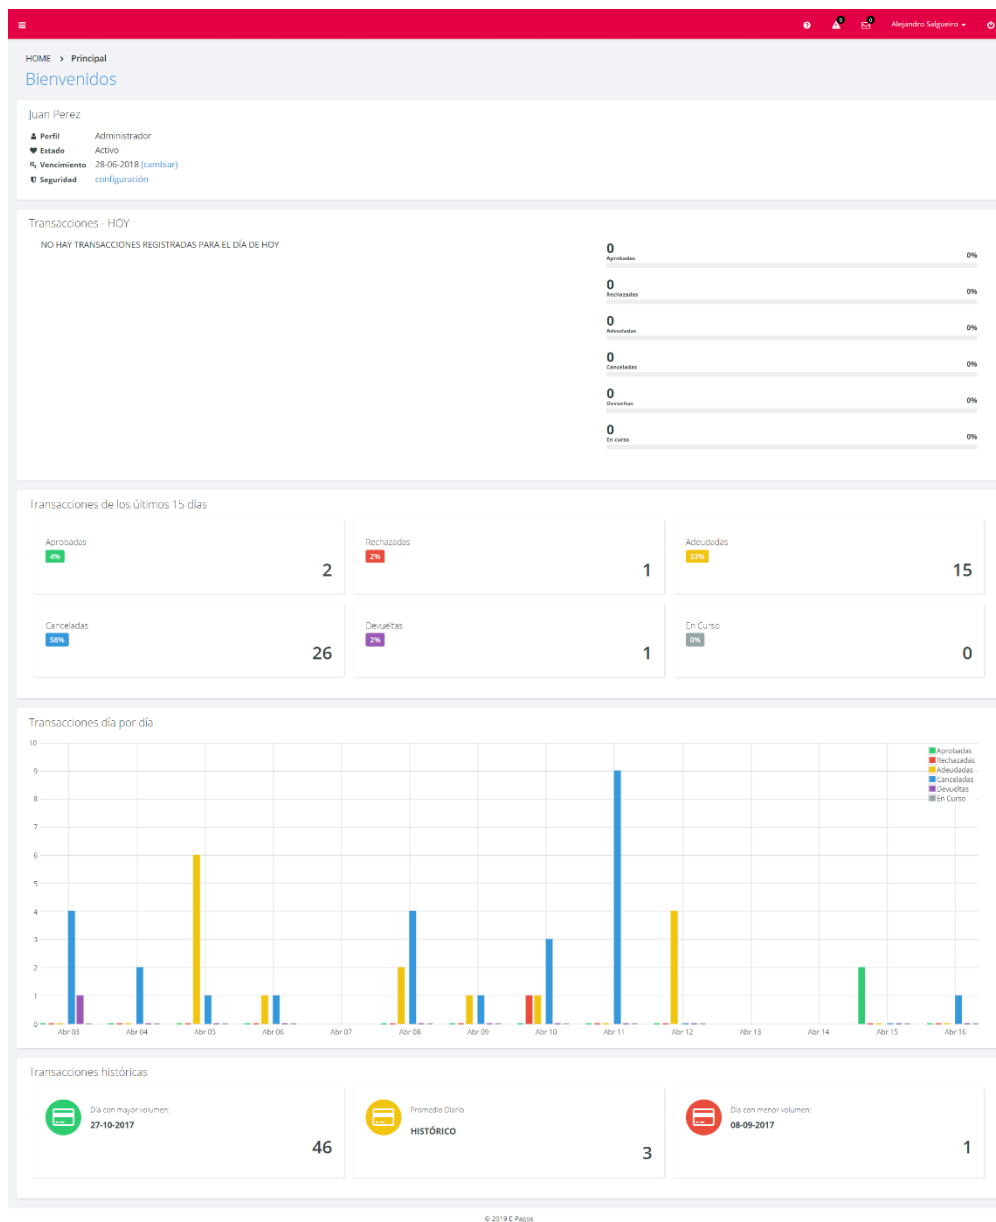 0 0 Alejandro Salgueiro
HOME > Principal
Bienvenidos
Juan Perez
Perfil Administrador
Estado Activo
Vencimiento 28-06-2018 (cambiar)
Seguridad configuración
Transacciones - HOY
NO HAY TRANSACCIONES REGISTRADAS PARA EL DÍA DE HOY
0
Aprobadas 0%
0
Rechazadas 0%
0
Adeudadas 0%
0
Canceladas 0%
0
Devueltas 0%
0
En curso 0%
Transacciones de los últimos 15 días
Aprobadas
4%
2
Rechazadas
2%
1
Adeudadas
33%
15
Canceladas
58%
26
Devueltas
2%
1
En Curso
0%
0
Transacciones día por día
10
9
8
7
6
5
4
3
2
1
0
Aprobadas
Rechazadas
Adeudadas
Canceladas
Devueltas
En Curso
Abr 03 Abr 04 Abr 05 Abr 06 Abr 07 Abr 08 Abr 09 Abr 10 Abr 11 Abr 12 Abr 13 Abr 14 Abr 15 Abr 16
Transacciones históricas
Día con mayor volumen:
27-10-2017
46
Promedio Diario
HISTÓRICO
3
Día con menor volumen:
08-09-2017
1
© 2019 E-Pagos